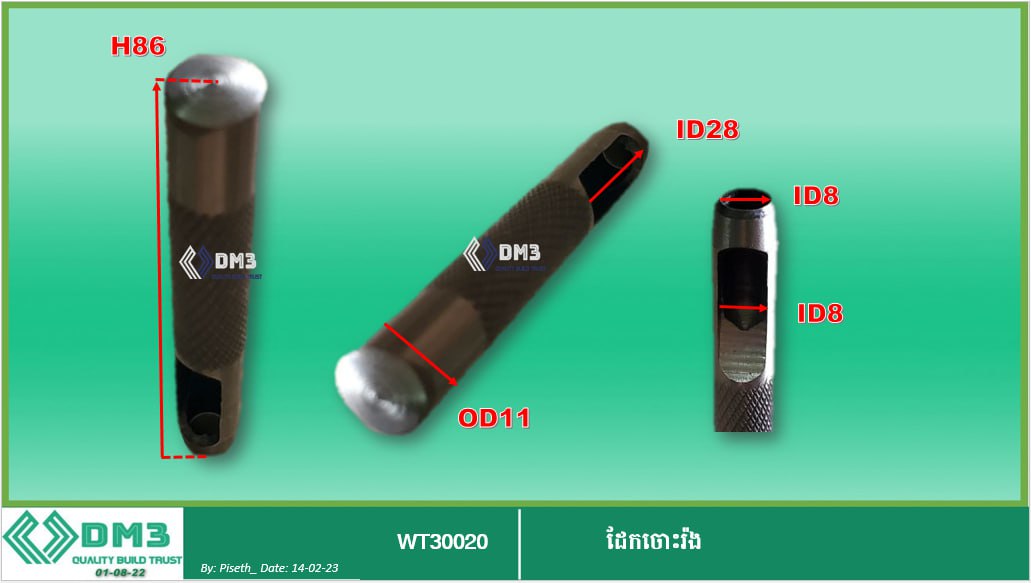 H86
ID28
ID8
ID8
OD11
DM3
QUALITY BUILD TRUST
DM3
QUALITY BUILD TRUST
DM3
QUALITY BUILD TRUST
01-08-22
By: Piseth_ Date: 14-02-23
WT30020
ដែកចោះរ៉ង